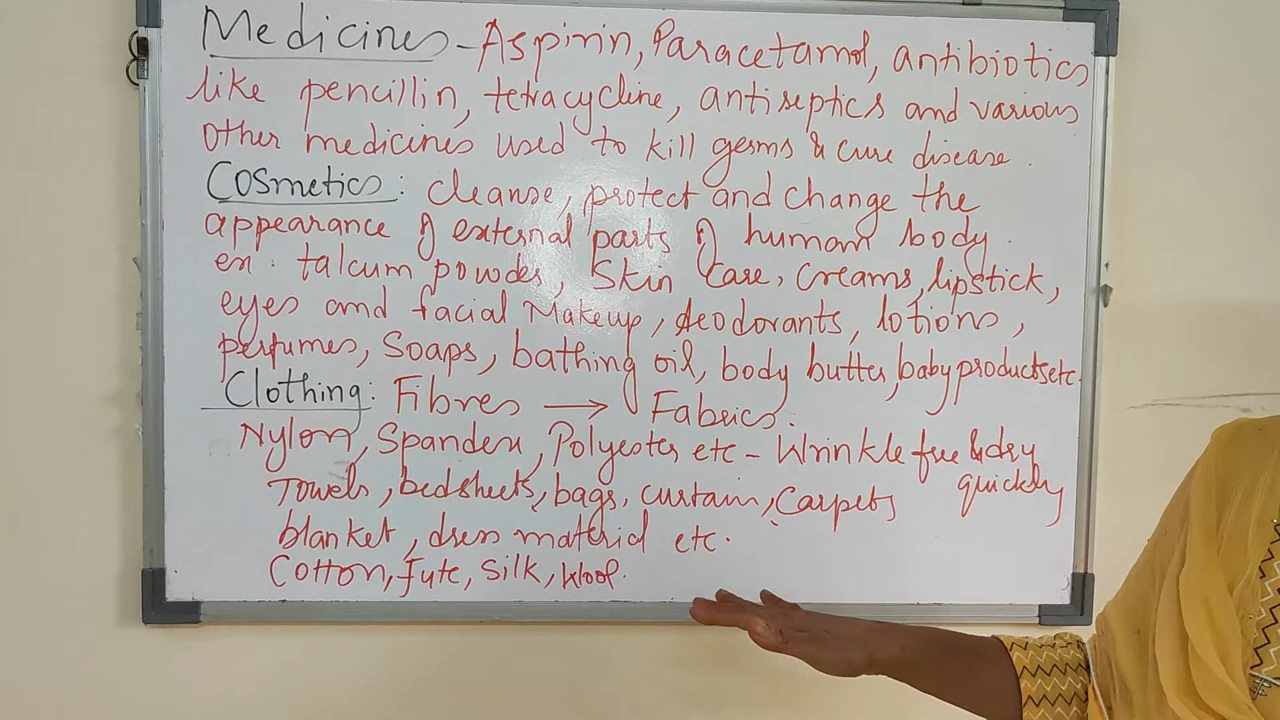 Medicines - Aspirin, Paracetamol, antibiotics
like pencillin, tetracycline, antiseptics and various
other medicines used to kill germs & cure disease.
Cosmetics: cleanse, protect and change the
appearance of external parts of human body.
ex. talcum powder, Skin Care, Creams, lipstick,
eyes and facial Makeup, deodorants, lotions,
perfumes, Soaps, bathing oil, body butter, baby products etc.
Clothing: Fibres → Fabrics.
Nylon, Spandex, Polyester etc - Wrinkle free & dry
quickly
Towels, bedsheets, bags, curtain, Carpets
blanket, dress material etc.
Cotton, Jute, Silk, Wool.